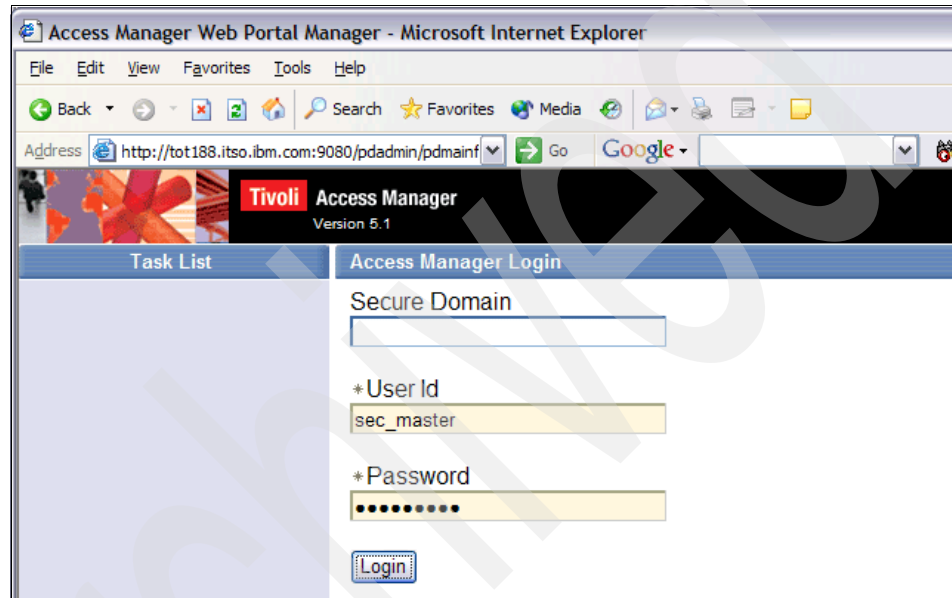 Access Manager Web Portal Manager - Microsoft Internet Explorer
File Edit View Favorites Tools Help
Back Search Favorites Media
Address http://tot188.itso.ibm.com:9080/pdadmin/pdmainf Go Google
Tivoli Access Manager
Version 5.1
Task List Access Manager Login
Secure Domain
*User Id
sec_master
*Password
•••••••••
Login
Archived